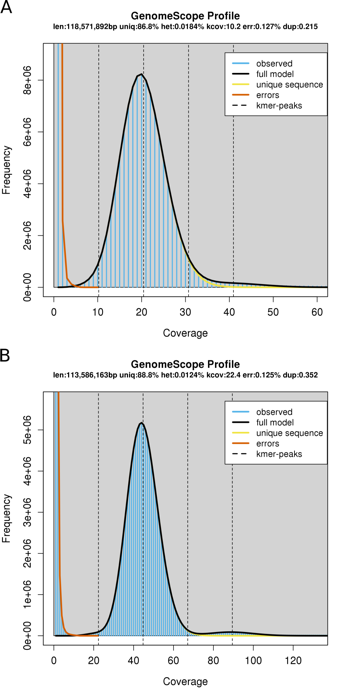 A
GenomeScope Profile
len:118,571,892bp uniq:86.8% het:0.0184% kcov:10.2 err:0.127% dup:0.215
observed
full model
unique sequence
errors
kmer-peaks
Frequency
8e+06
6e+06
4e+06
2e+06
0e+00
0 10 20 30 40 50 60
Coverage
B
GenomeScope Profile
len:113,586,163bp uniq:88.8% het:0.0124% kcov:22.4 err:0.125% dup:0.352
observed
full model
unique sequence
errors
kmer-peaks
Frequency
5e+06
4e+06
3e+06
2e+06
1e+06
0e+00
0 20 40 60 80 100 120
Coverage